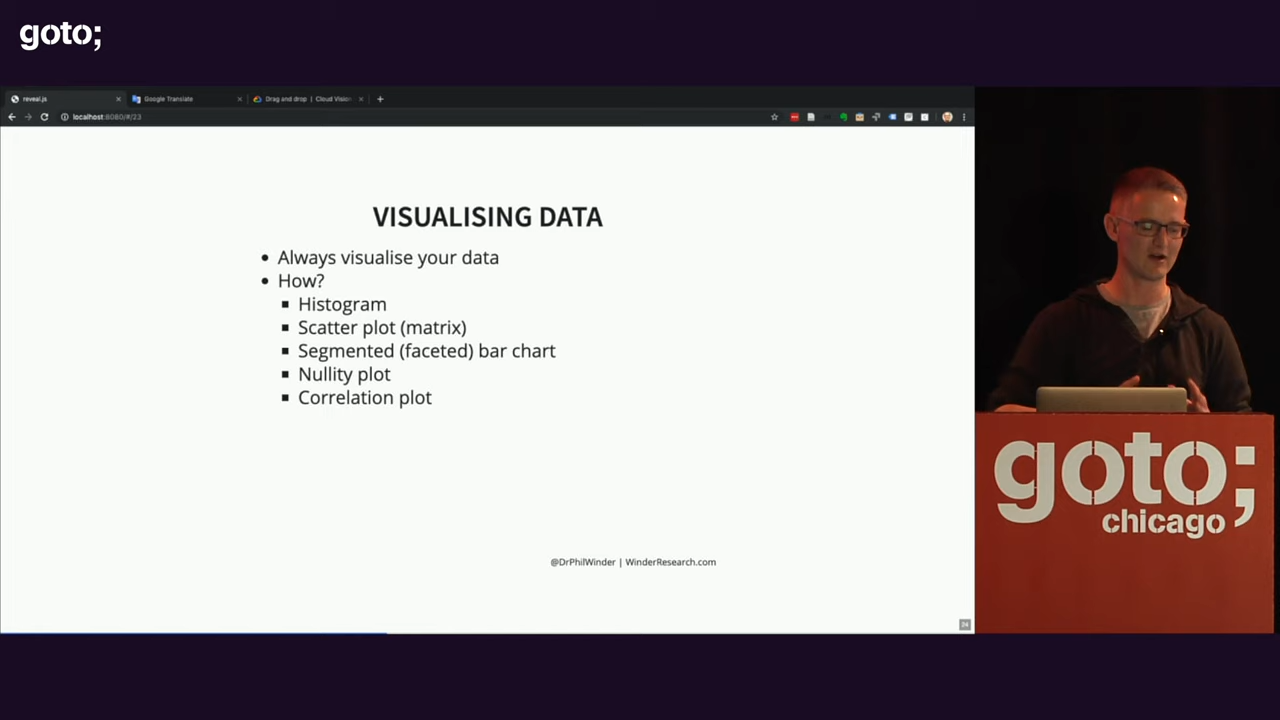 goto;
reveal.js
Google Translate
Drag and drop | Cloud Vision
localhost:8080/#/23
VISUALISING DATA
• Always visualise your data
• How?
▪ Histogram
▪ Scatter plot (matrix)
▪ Segmented (faceted) bar chart
▪ Nullity plot
▪ Correlation plot
@DrPhilWinder | WinderResearch.com
24
goto;
chicago